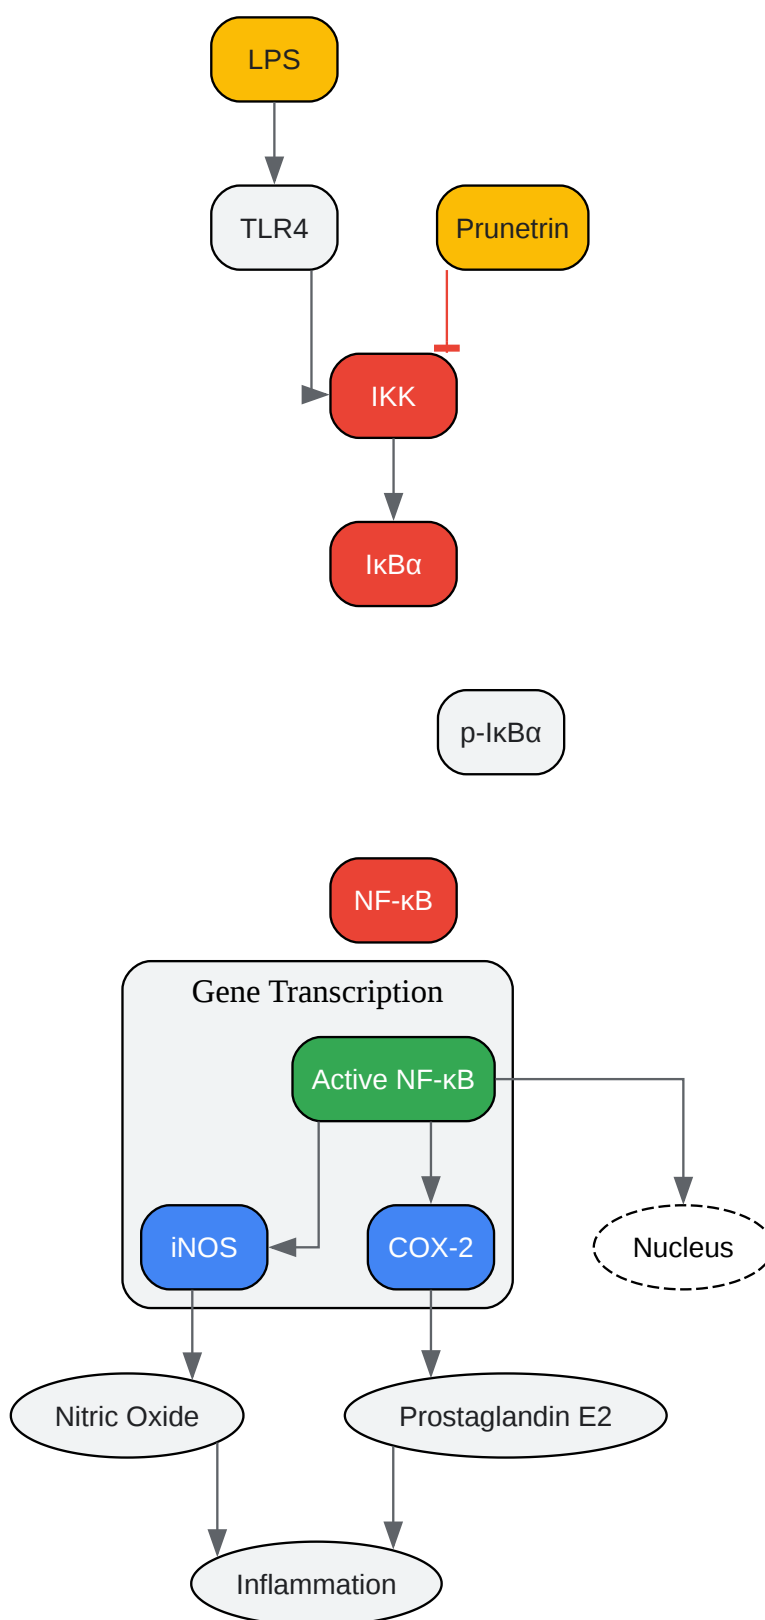 LPS
TLR4
Prunetrin
IKK
IκBα
p-IκBα
NF-κB
Gene Transcription
Active NF-κB
iNOS
COX-2
Nucleus
Nitric Oxide
Prostaglandin E2
Inflammation